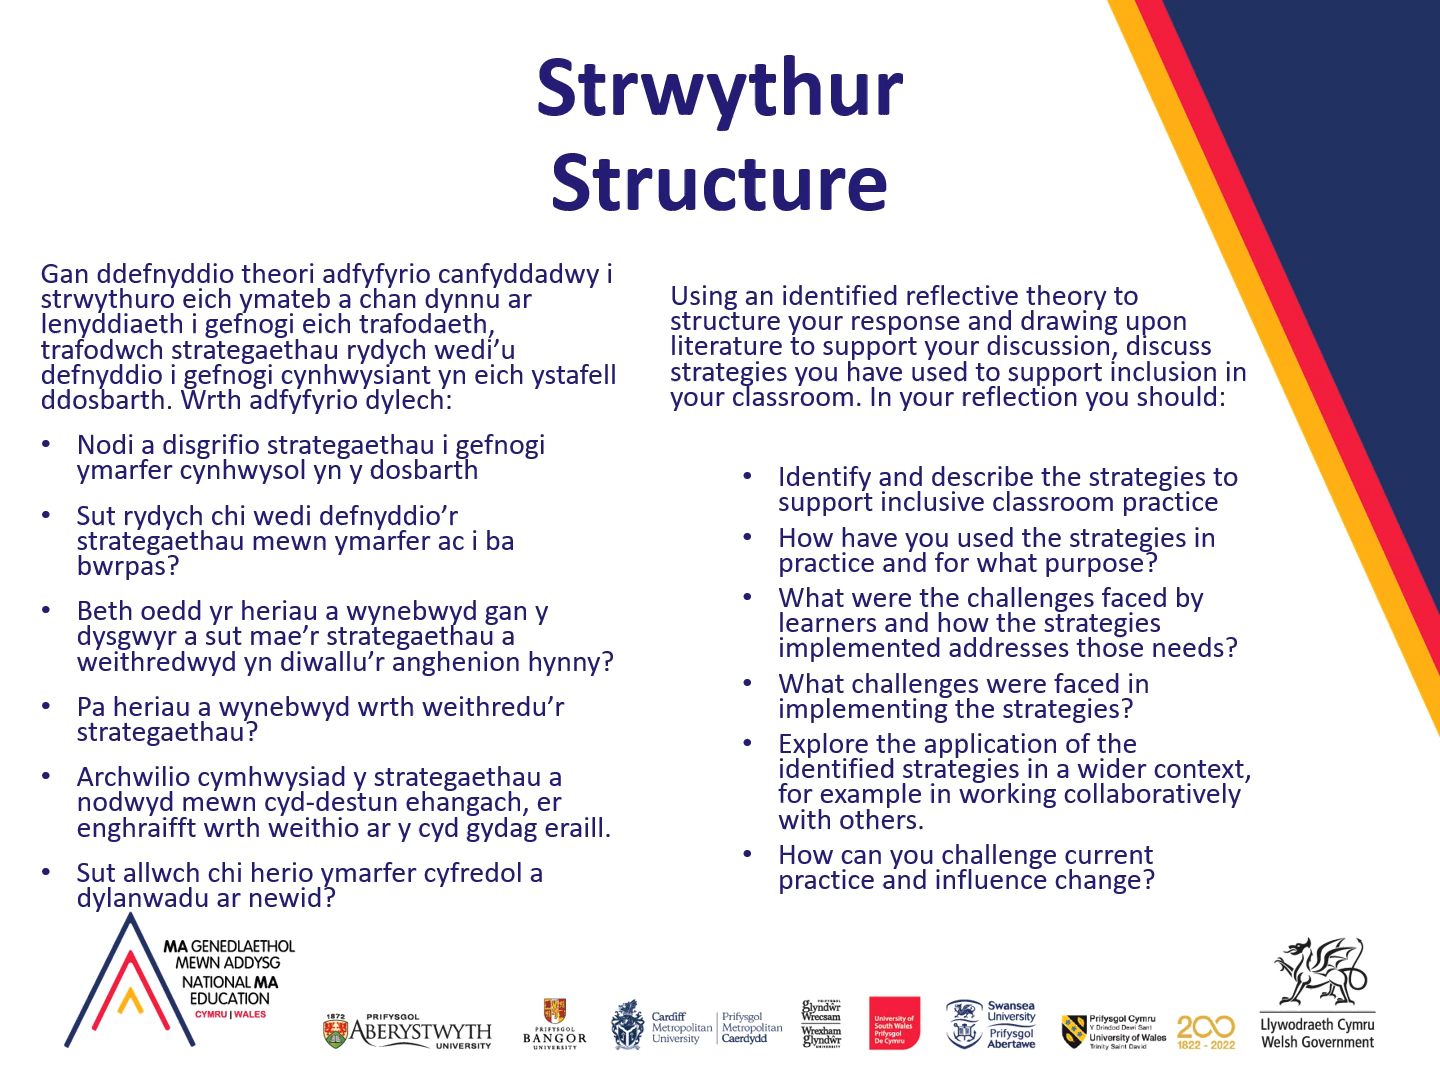 Strwythur
Structure
Gan ddefnyddio theori adfyfyrio canfyddadwy i
strwythuro eich ymateb a chan dynnu ar
lenyddiaeth i gefnogi eich trafodaeth,
trafodwch strategaethau rydych wedi’u
defnyddio i gefnogi cynhwysiant yn eich ystafell
ddosbarth. Wrth adfyfyrio dylech:
• Nodi a disgrifio strategaethau i gefnogi
ymarfer cynhwysol yn y dosbarth
• Sut rydych chi wedi defnyddio’r
strategaethau mewn ymarfer ac i ba
bwrpas?
• Beth oedd yr heriau a wynebwyd gan y
dysgwyr a sut mae’r strategaethau a
weithredwyd yn diwallu’r anghenion hynny?
• Pa heriau a wynebwyd wrth weithredu’r
strategaethau?
• Archwilio cymhwysiad y strategaethau a
nodwyd mewn cyd-destun ehangach, er
enghraifft wrth weithio ar y cyd gydag eraill.
• Sut allwch chi herio ymarfer cyfredol a
dylanwadu ar newid?
Using an identified reflective theory to
structure your response and drawing upon
literature to support your discussion, discuss
strategies you have used to support inclusion in
your classroom. In your reflection you should:
• Identify and describe the strategies to
support inclusive classroom practice
• How have you used the strategies in
practice and for what purpose?
• What were the challenges faced by
learners and how the strategies
implemented addresses those needs?
• What challenges were faced in
implementing the strategies?
• Explore the application of the
identified strategies in a wider context,
for example in working collaboratively
with others.
• How can you challenge current
practice and influence change?
MA GENEDLAETHOL
MEWN ADDYSG
NATIONAL MA
EDUCATION
CYMRU | WALES
1872
PRIFYSGOL
ABERYSTWYTH
UNIVERSITY
PRIFYSGOL
BANGOR
UNIVERSITY
Cardiff
Metropolitan
University
Prifysgol
Metropolitan
Caerdydd
PRIFYSGOL
glyndŵr
Wrecsam
Wrexham
glyndŵr
UNIVERSITY
University of
South Wales
Prifysgol
De Cymru
Swansea
University
Prifysgol
Abertawe
Prifysgol Cymru
Y Drindod Dewi Sant
University of Wales
Trinity Saint David
200
1822 - 2022
Llywodraeth Cymru
Welsh Government